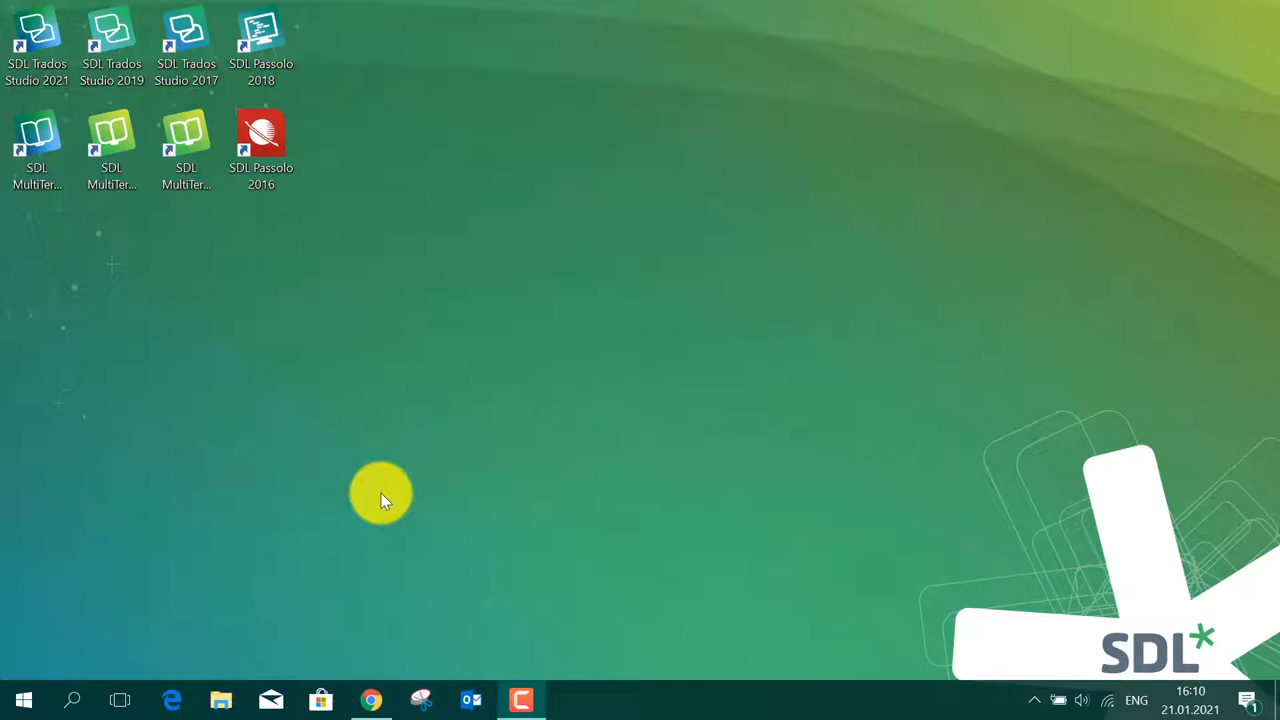 SDL Trados
Studio 2021
SDL Trados
Studio 2019
SDL Trados
Studio 2017
SDL Passolo
2018
SDL
MultiTer...
SDL
MultiTer...
SDL
MultiTer...
SDL Passolo
2016
SDL*
ENG
16:10
21.01.2021
1